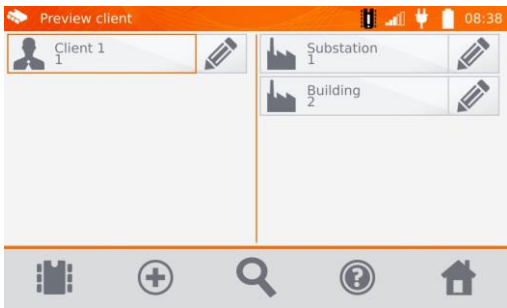 Preview client
08:38
Client 1
1
Substation
1
Building
2